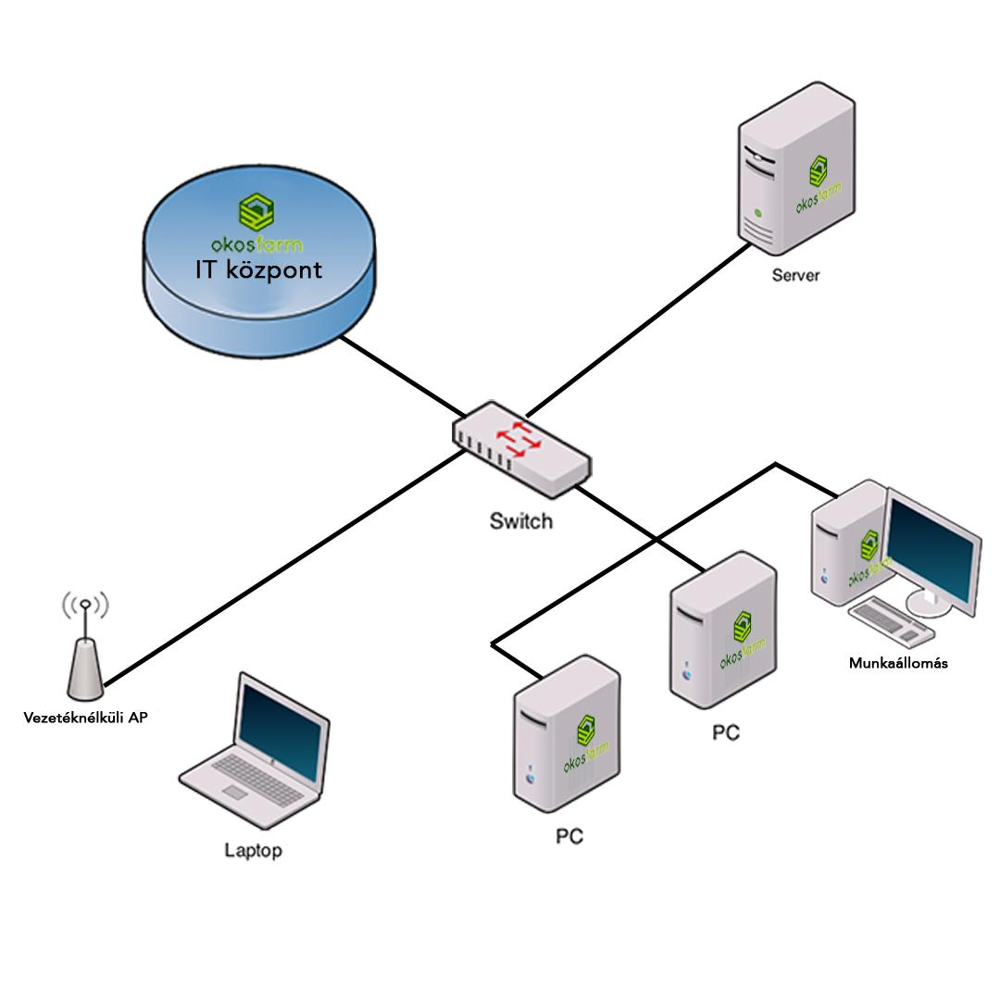 okosfarm
IT központ
okosfarm
Server
Switch
okosfarm
Munkaállomás
okosfarm
PC
Vezetéknélküli AP
okosfarm
PC
Laptop